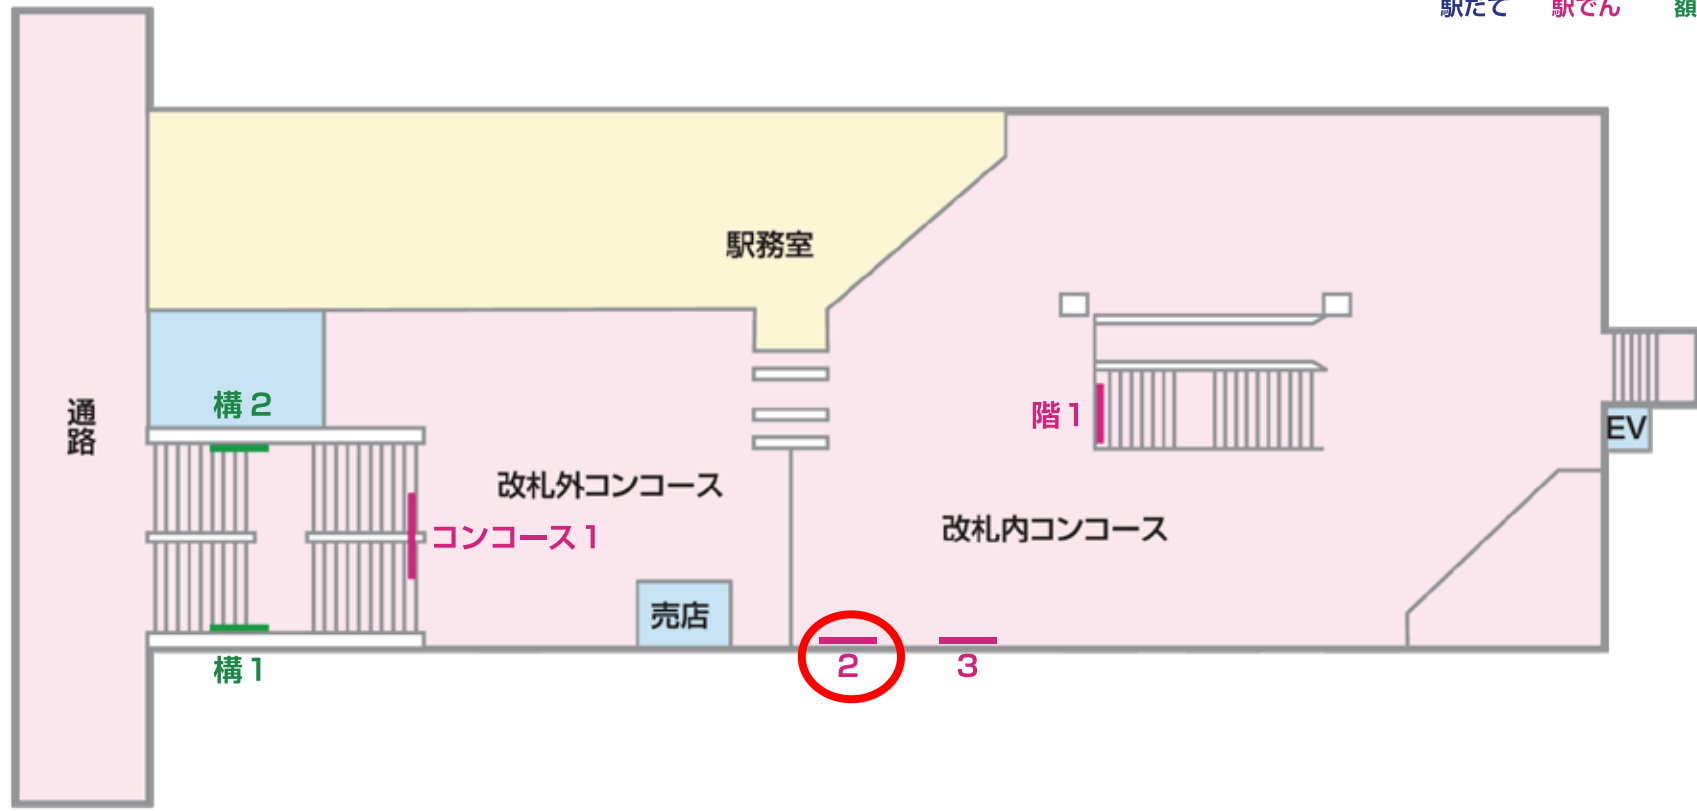 駅だて 駅でん 額
駅務室
通路
構2
階1
EV
改札外コンコース
コンコース1
改札内コンコース
売店
2
3
構1